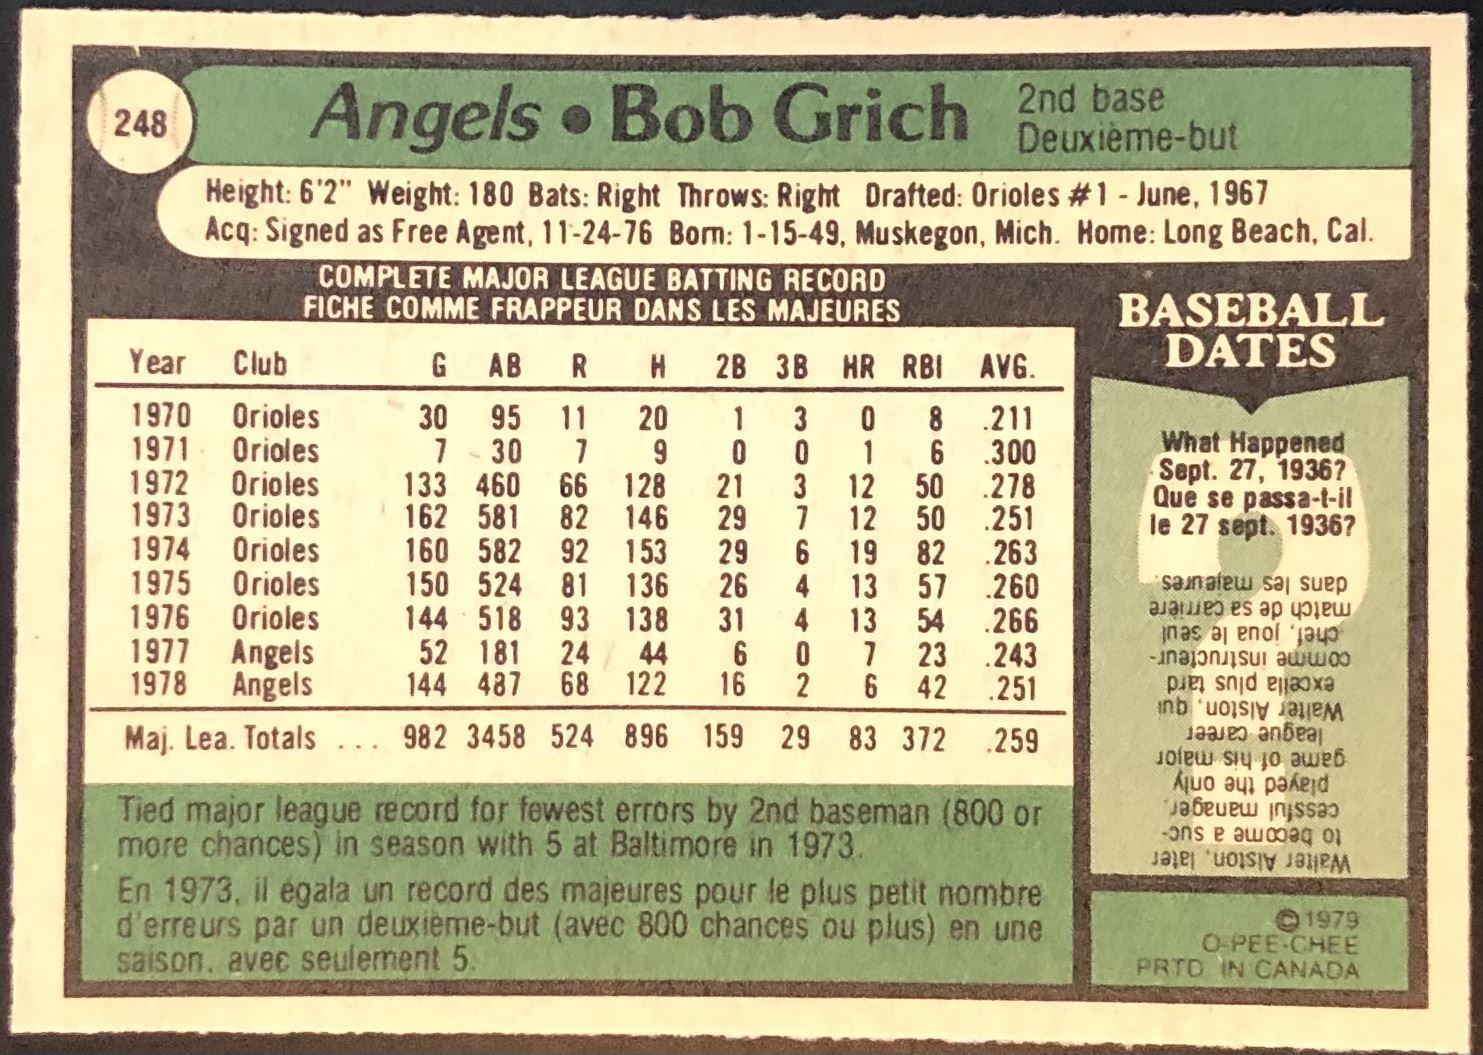 248
Angels • Bob Grich
2nd base
Deuxième-but
Height: 6'2" Weight: 180 Bats: Right Throws: Right Drafted: Orioles #1 - June, 1967
Acq: Signed as Free Agent, 11-24-76 Born: 1-15-49, Muskegon, Mich. Home: Long Beach, Cal.
COMPLETE MAJOR LEAGUE BATTING RECORD
FICHE COMME FRAPPEUR DANS LES MAJEURES
Year Club G AB R H 2B 3B HR RBI AVG.
1970 Orioles 30 95 11 20 1 3 0 8 .211
1971 Orioles 7 30 7 9 0 0 1 6 .300
1972 Orioles 133 460 66 128 21 3 12 50 .278
1973 Orioles 162 581 82 146 29 7 12 50 .251
1974 Orioles 160 582 92 153 29 6 19 82 .263
1975 Orioles 150 524 81 136 26 4 13 57 .260
1976 Orioles 144 518 93 138 31 4 13 54 .266
1977 Angels 52 181 24 44 6 0 7 23 .243
1978 Angels 144 487 68 122 16 2 6 42 .251
Maj. Lea. Totals ... 982 3458 524 896 159 29 83 372 .259
Tied major league record for fewest errors by 2nd baseman (800 or
more chances) in season with 5 at Baltimore in 1973.
En 1973, il égala un record des majeures pour le plus petit nombre
d'erreurs par un deuxième-but (avec 800 chances ou plus) en une
saison, avec seulement 5.
BASEBALL
DATES
What Happened
Sept. 27, 1936?
Que se passa-t-il
le 27 sept. 1936?
Walter Alston, later
to become a suc-
cessful manager,
played the only
game of his major
league career
Walter Alston, qui
excella plus tard
comme instructeur-
chef, joua le seul
match de sa carrière
dans les majeures.
©1979
O-PEE-CHEE
PRTD. IN CANADA